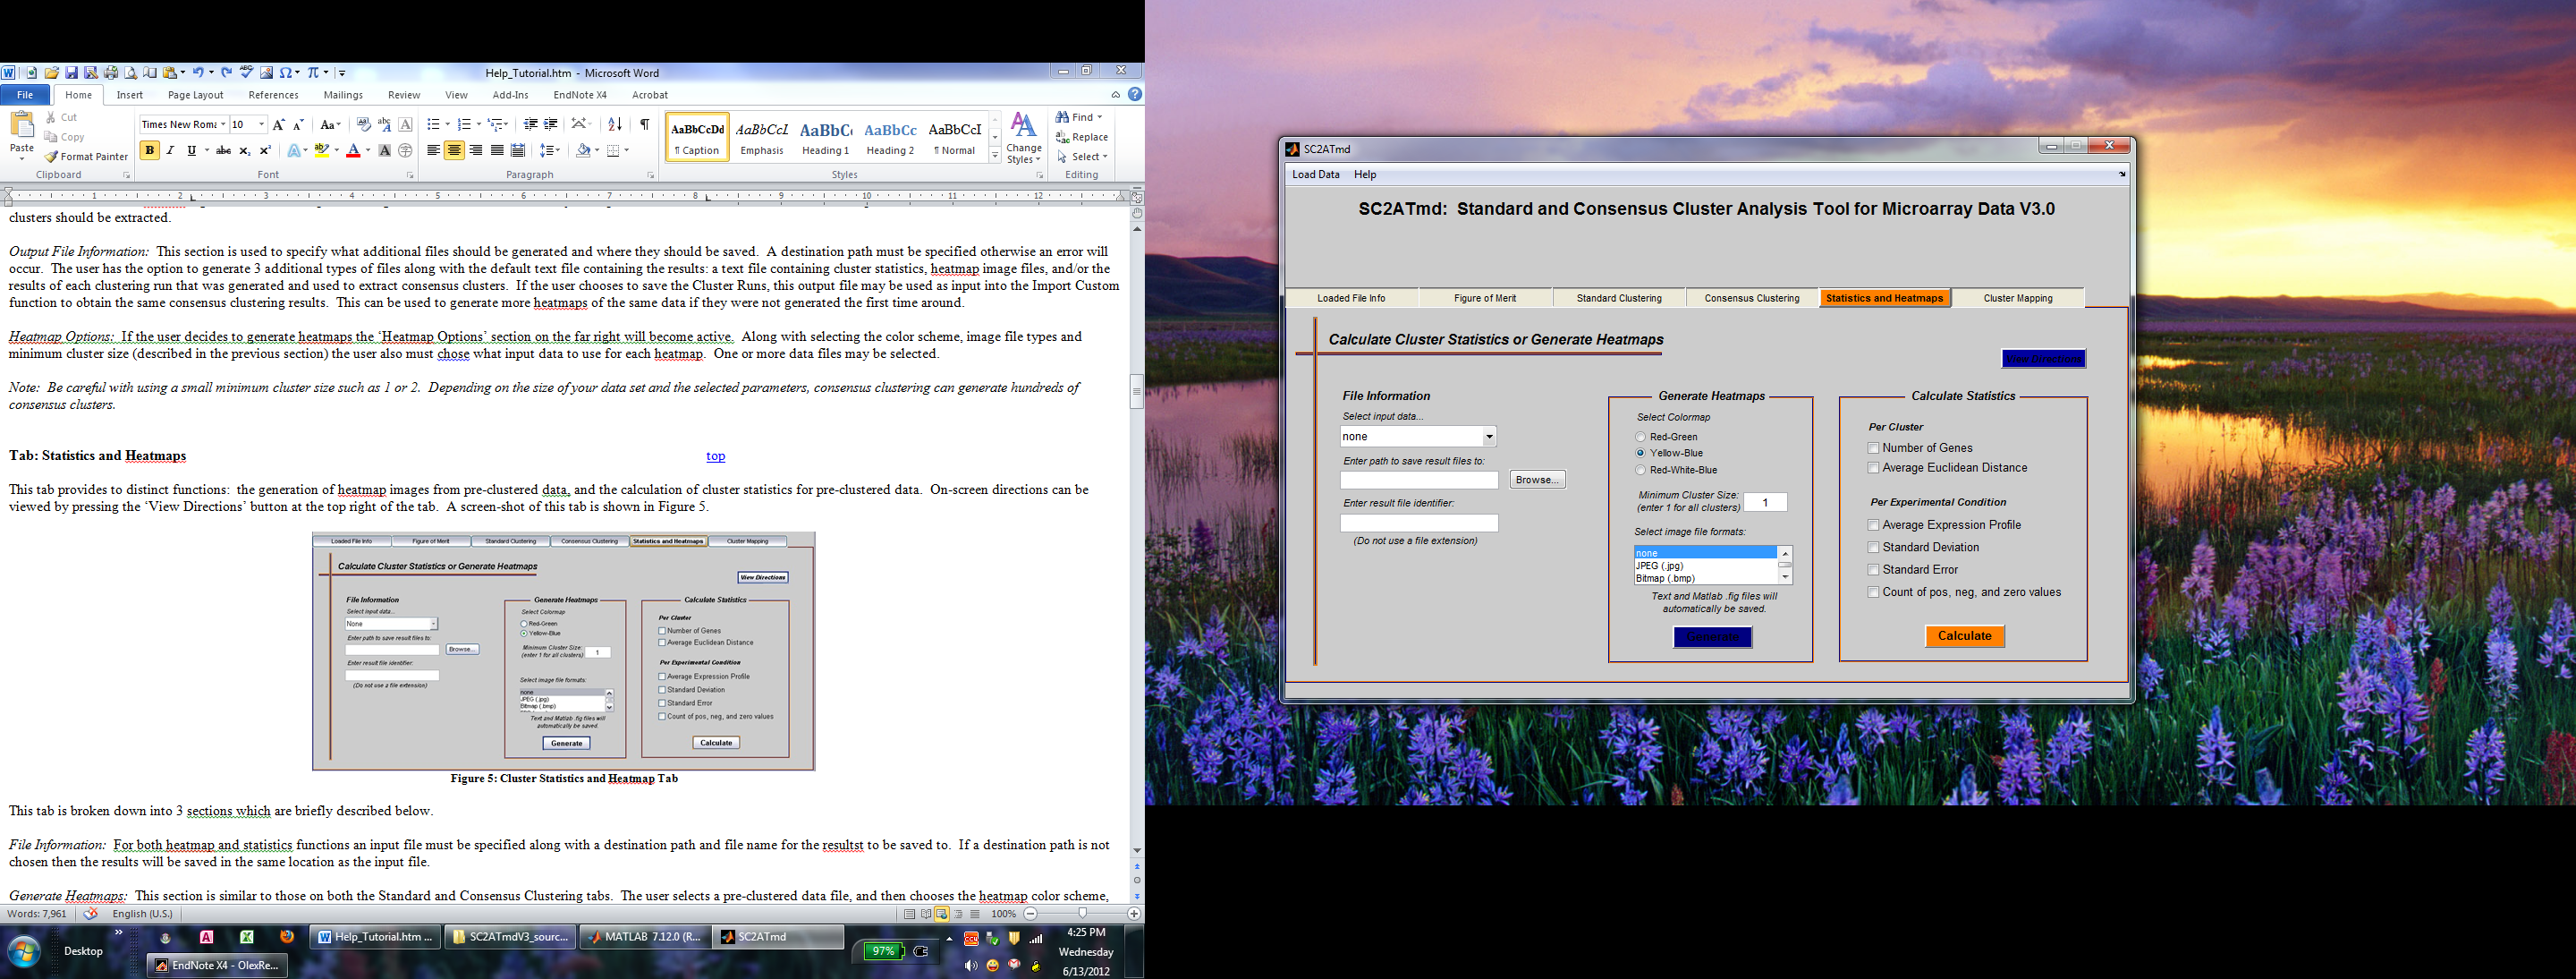 Help_Tutorial.htm - Microsoft Word
File Home Insert Page Layout References Mailings Review View Add-Ins EndNote X4 Acrobat
Paste
Cut
Copy
Format Painter
Clipboard
Times New Roma 10
Font
Paragraph
AaBbCcDd AaBbCcI AaBbC AaBbCc AaBbCcI
¶ Caption Emphasis Heading 1 Heading 2 ¶ Normal
Change Styles
Styles
Find
Replace
Select
Editing
1 2 3 4 5 6 7 8 9 10 11 12
clusters should be extracted.
Output File Information: This section is used to specify what additional files should be generated and where they should be saved. A destination path must be specified otherwise an error will
occur. The user has the option to generate 3 additional types of files along with the default text file containing the results: a text file containing cluster statistics, heatmap image files, and/or the
results of each clustering run that was generated and used to extract consensus clusters. If the user chooses to save the Cluster Runs, this output file may be used as input into the Import Custom
function to obtain the same consensus clustering results. This can be used to generate more heatmaps of the same data if they were not generated the first time around.
Heatmap Options: If the user decides to generate heatmaps the ‘Heatmap Options’ section on the far right will become active. Along with selecting the color scheme, image file types and
minimum cluster size (described in the previous section) the user also must chose what input data to use for each heatmap. One or more data files may be selected.
Note: Be careful with using a small minimum cluster size such as 1 or 2. Depending on the size of your data set and the selected parameters, consensus clustering can generate hundreds of
consensus clusters.
Tab: Statistics and Heatmaps top
This tab provides to distinct functions: the generation of heatmap images from pre-clustered data, and the calculation of cluster statistics for pre-clustered data. On-screen directions can be
viewed by pressing the ‘View Directions’ button at the top right of the tab. A screen-shot of this tab is shown in Figure 5.
Loaded File Info Figure of Merit Standard Clustering Consensus Clustering Statistics and Heatmaps Cluster Mapping
Calculate Cluster Statistics or Generate Heatmaps
View Directions
File Information
Select input data...
None
Enter path to save result files to:
Browse...
Enter result file identifier:
(Do not use a file extension)
Generate Heatmaps
Select Colormap
Red-Green
Yellow-Blue
Minimum Cluster Size:
(enter 1 for all clusters) 1
Select image file formats:
none
JPEG (.jpg)
Bitmap (.bmp)
Text and Matlab .fig files will
automatically be saved.
Generate
Calculate Statistics
Per Cluster
Number of Genes
Average Euclidean Distance
Per Experimental Condition
Average Expression Profile
Standard Deviation
Standard Error
Count of pos, neg, and zero values
Calculate
Figure 5: Cluster Statistics and Heatmap Tab
This tab is broken down into 3 sections which are briefly described below.
File Information: For both heatmap and statistics functions an input file must be specified along with a destination path and file name for the resultst to be saved to. If a destination path is not
chosen then the results will be saved in the same location as the input file.
Generate Heatmaps: This section is similar to those on both the Standard and Consensus Clustering tabs. The user selects a pre-clustered data file, and then chooses the heatmap color scheme,
Words: 7,961 English (U.S.) 100%
Desktop
Help_Tutorial.htm ... SC2ATmdV3_sourc... MATLAB 7.12.0 (R... SC2ATmd
EndNote X4 - OlexRe...
97%
4:25 PM
Wednesday
6/13/2012
SC2ATmd
Load Data Help
SC2ATmd: Standard and Consensus Cluster Analysis Tool for Microarray Data V3.0
Loaded File Info Figure of Merit Standard Clustering Consensus Clustering Statistics and Heatmaps Cluster Mapping
Calculate Cluster Statistics or Generate Heatmaps
View Directions
File Information
Select input data...
none
Enter path to save result files to:
Browse...
Enter result file identifier:
(Do not use a file extension)
Generate Heatmaps
Select Colormap
Red-Green
Yellow-Blue
Red-White-Blue
Minimum Cluster Size:
(enter 1 for all clusters) 1
Select image file formats:
none
JPEG (.jpg)
Bitmap (.bmp)
Text and Matlab .fig files will
automatically be saved.
Generate
Calculate Statistics
Per Cluster
Number of Genes
Average Euclidean Distance
Per Experimental Condition
Average Expression Profile
Standard Deviation
Standard Error
Count of pos, neg, and zero values
Calculate